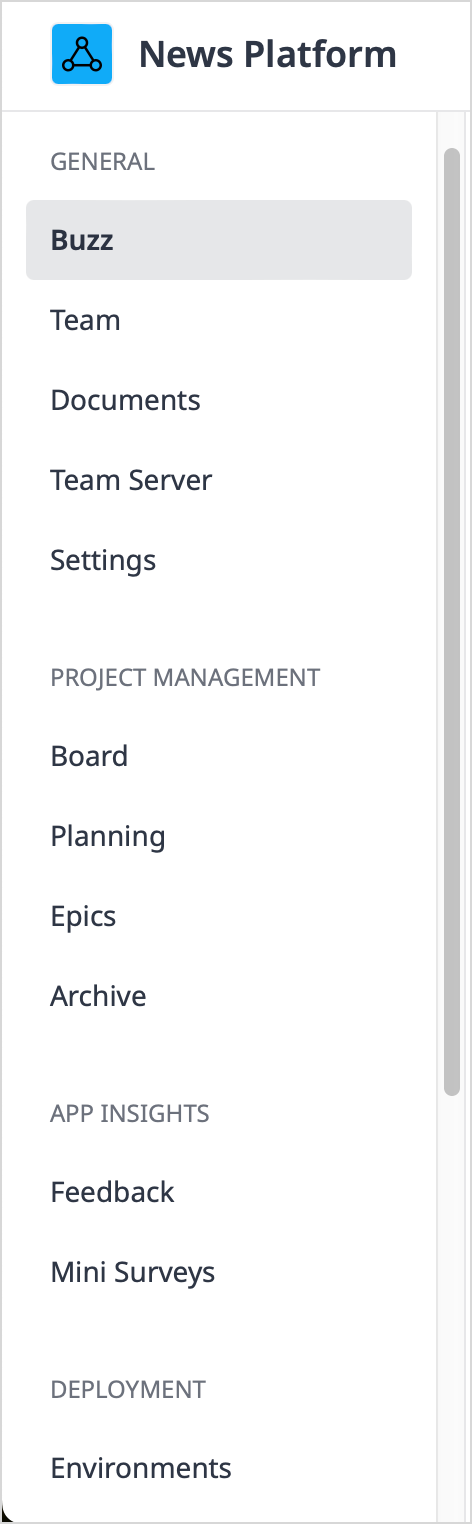 News Platform
GENERAL
Buzz
Team
Documents
Team Server
Settings
PROJECT MANAGEMENT
Board
Planning
Epics
Archive
APP INSIGHTS
Feedback
Mini Surveys
DEPLOYMENT
Environments